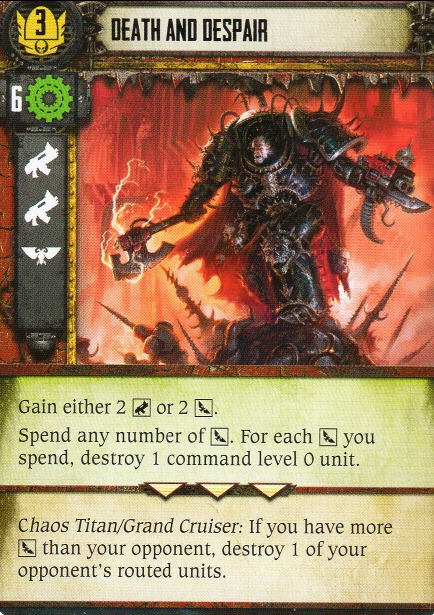 3
DEATH AND DESPAIR
6
Gain either 2 or 2 .
Spend any number of . For each you
spend, destroy 1 command level 0 unit.
Chaos Titan/Grand Cruiser: If you have more
than your opponent, destroy 1 of your
opponent's routed units.